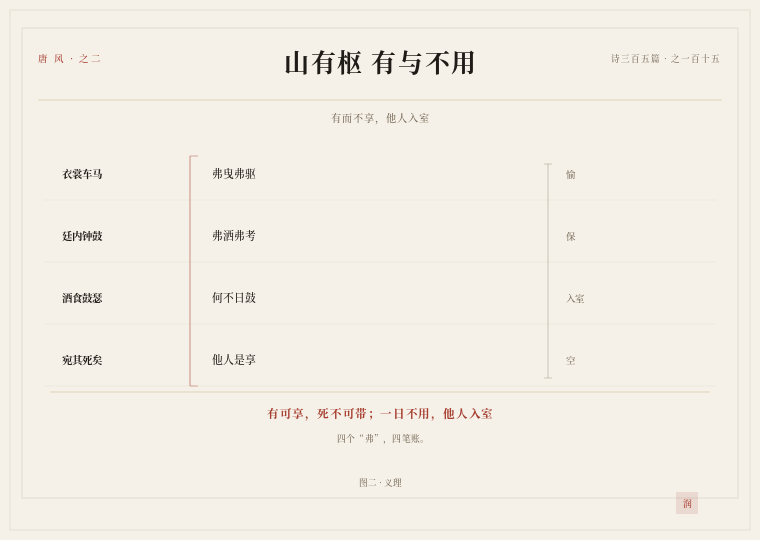 唐 风 · 之二
山有枢 有与不用
诗三百五篇 · 之一百十五
有而不享，他人入室
衣裳车马 弗曳弗驱 愉
廷内钟鼓 弗洒弗考 保
酒食鼓瑟 何不日鼓 入室
宛其死矣 他人是享 空
有可享，死不可带；一日不用，他人入室
四个“弗”，四笔账。
图二 · 义理
润